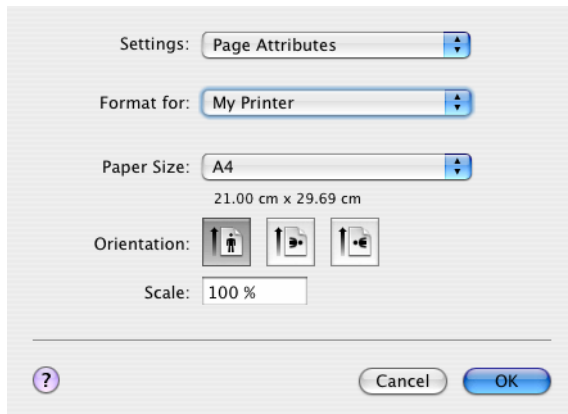 Settings: Page Attributes
Format for: My Printer
Paper Size: A4
21.00 cm x 29.69 cm
Orientation:
Scale: 100 %
? Cancel OK